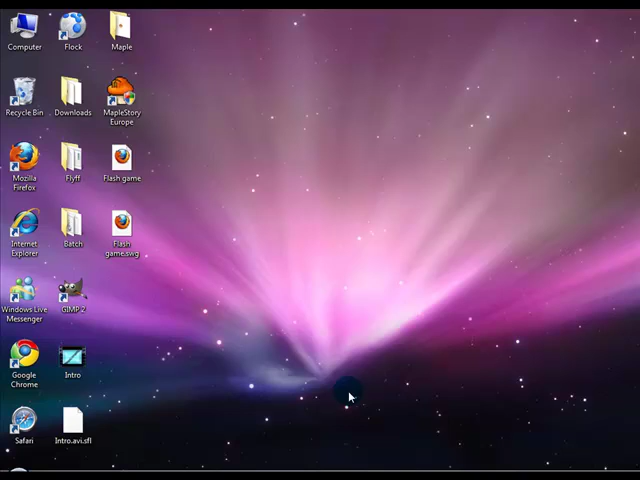 Computer
Flock
Maple
Recycle Bin
Downloads
MapleStory
Europe
Mozilla
Firefox
Flyff
Flash game
Internet
Explorer
Batch
Flash
game.swg
Windows Live
Messenger
GIMP 2
Google
Chrome
Intro
Safari
Intro.avi.sfl